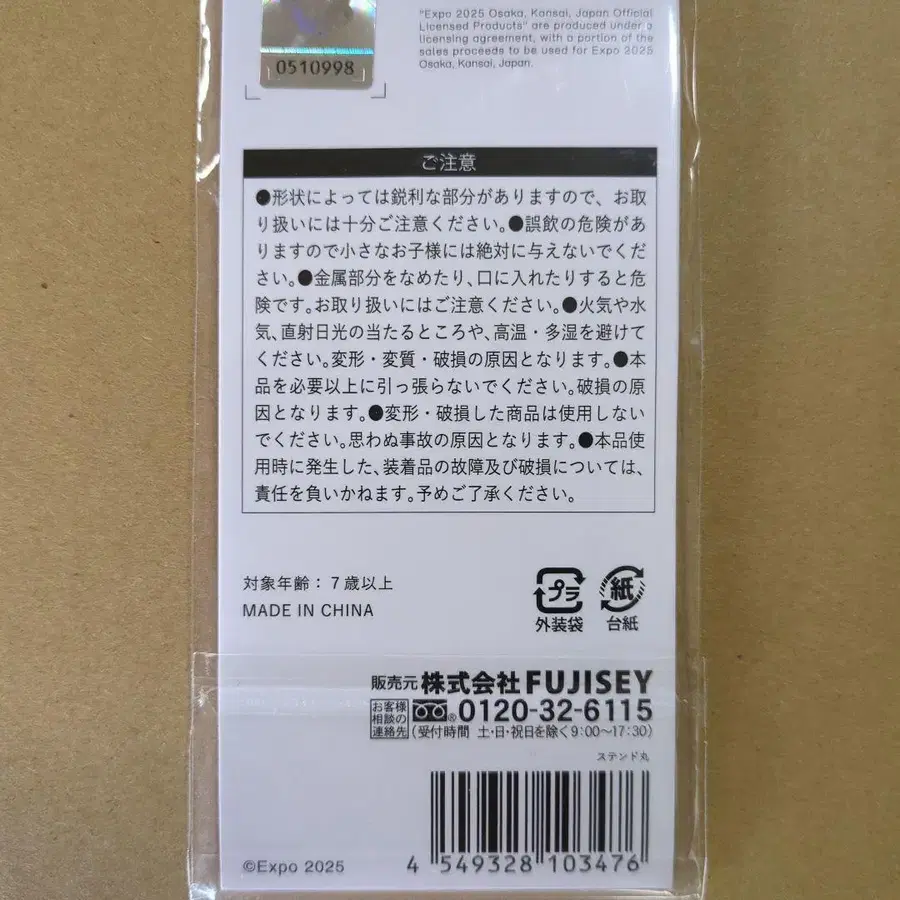 "Expo 2025 Osaka, Kansai, Japan Official
Licensed Products" are produced under a
licensing agreement, with a portion of the
sales proceeds to be used for Expo 2025
Osaka, Kansai, Japan.
0510998
ご注意
●形状によっては鋭利な部分がありますので、お取
り扱いには十分ご注意ください。●誤飲の危険があ
りますので小さなお子様には絶対に与えないでくだ
さい。●金属部分をなめたり、口に入れたりすると危
険です。お取り扱いにはご注意ください。●火気や水
気、直射日光の当たるところや、高温・多湿を避けて
ください。変形・変質・破損の原因となります。●本
品を必要以上に引っ張らないでください。破損の原
因となります。●変形・破損した商品は使用しない
でください。思わぬ事故の原因となります。●本品使
用時に発生した、装着品の故障及び破損については、
責任を負いかねます。予めご了承ください。
対象年齢：7歳以上
MADE IN CHINA
プラ
外装袋
紙
台紙
販売元 株式会社 FUJISEY
お客様
相談の
連絡先
® 0120-32-6115
(受付時間 土・日・祝日を除く9:00〜17:30)
ステンド丸
©Expo 2025
4 549328 103476